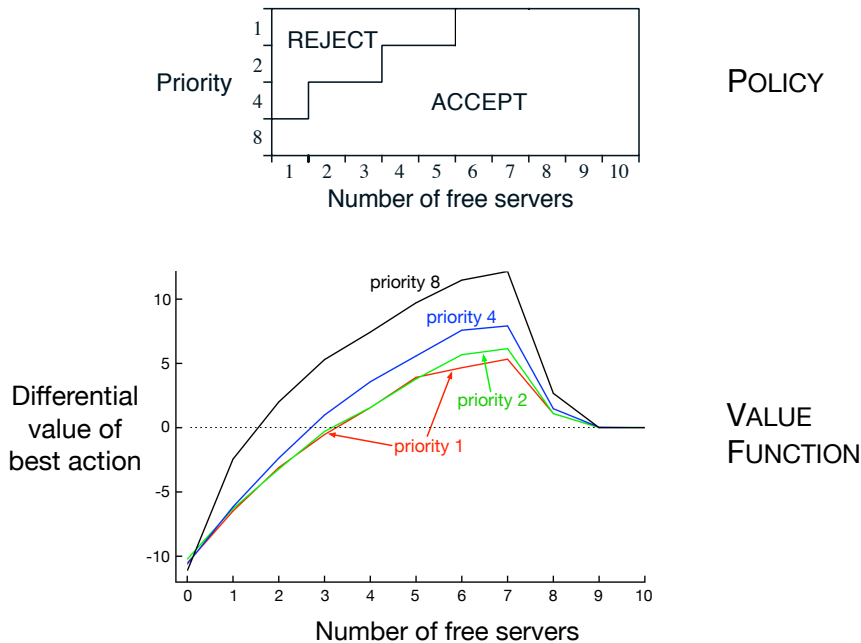 1
REJECT
2
Priority
4
ACCEPT
8
POLICY
1 2 3 4 5 6 7 8 9 10
Number of free servers
priority 8
10
priority 4
5
priority 2
Differential
value of
best action
0
priority 1
VALUE
FUNCTION
-5
-10
0 1 2 3 4 5 6 7 8 9 10
Number of free servers